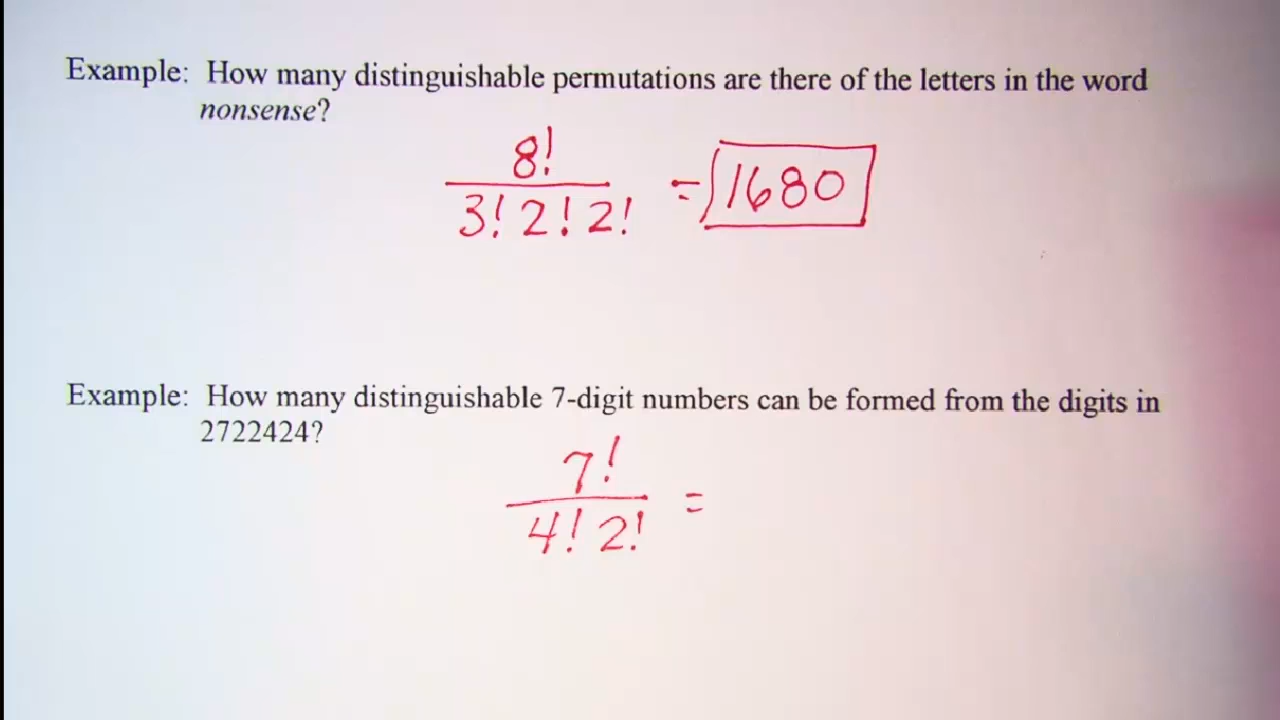 Example: How many distinguishable permutations are there of the letters in the word
nonsense?
8!
3! 2! 2!
= 1680
Example: How many distinguishable 7-digit numbers can be formed from the digits in
2722424?
7!
4! 2!
=